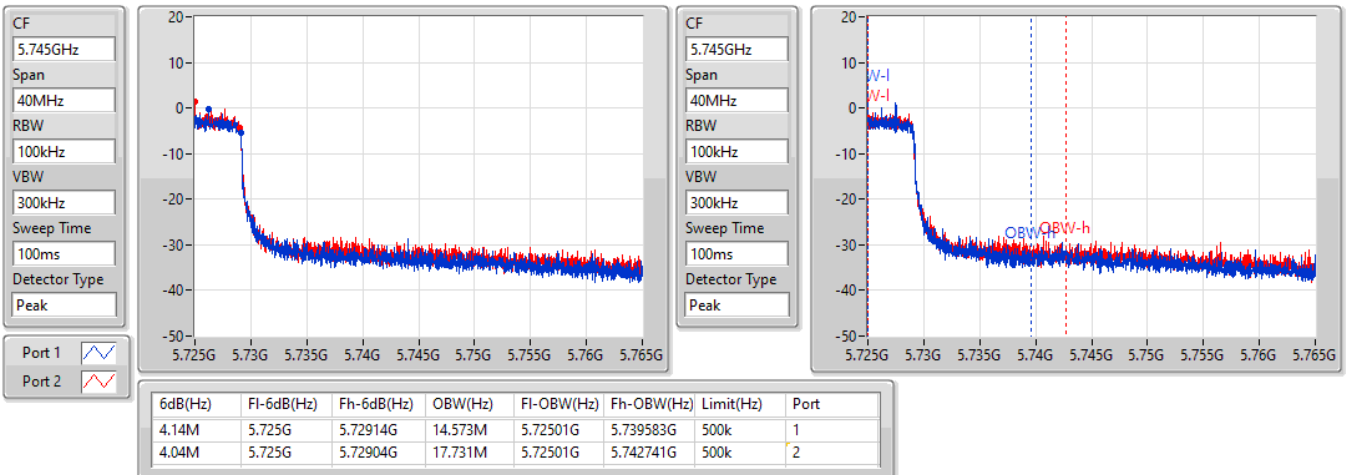 CF
5.745GHz
Span
40MHz
RBW
100kHz
VBW
300kHz
Sweep Time
100ms
Detector Type
Peak
Port 1
Port 2
20
10
0
-10
-20
-30
-40
-50
5.725G 5.73G 5.735G 5.74G 5.745G 5.75G 5.755G 5.76G 5.765G
CF
5.745GHz
Span
40MHz
RBW
100kHz
VBW
300kHz
Sweep Time
100ms
Detector Type
Peak
20
10
0
-10
-20
-30
-40
-50
W-l
W-l
OBW-h
OBW-h
5.725G 5.73G 5.735G 5.74G 5.745G 5.75G 5.755G 5.76G 5.765G
6dB(Hz) Fl-6dB(Hz) Fh-6dB(Hz) OBW(Hz) Fl-OBW(Hz) Fh-OBW(Hz) Limit(Hz) Port
4.14M 5.725G 5.72914G 14.573M 5.72501G 5.739583G 500k 1
4.04M 5.725G 5.72904G 17.731M 5.72501G 5.742741G 500k 2